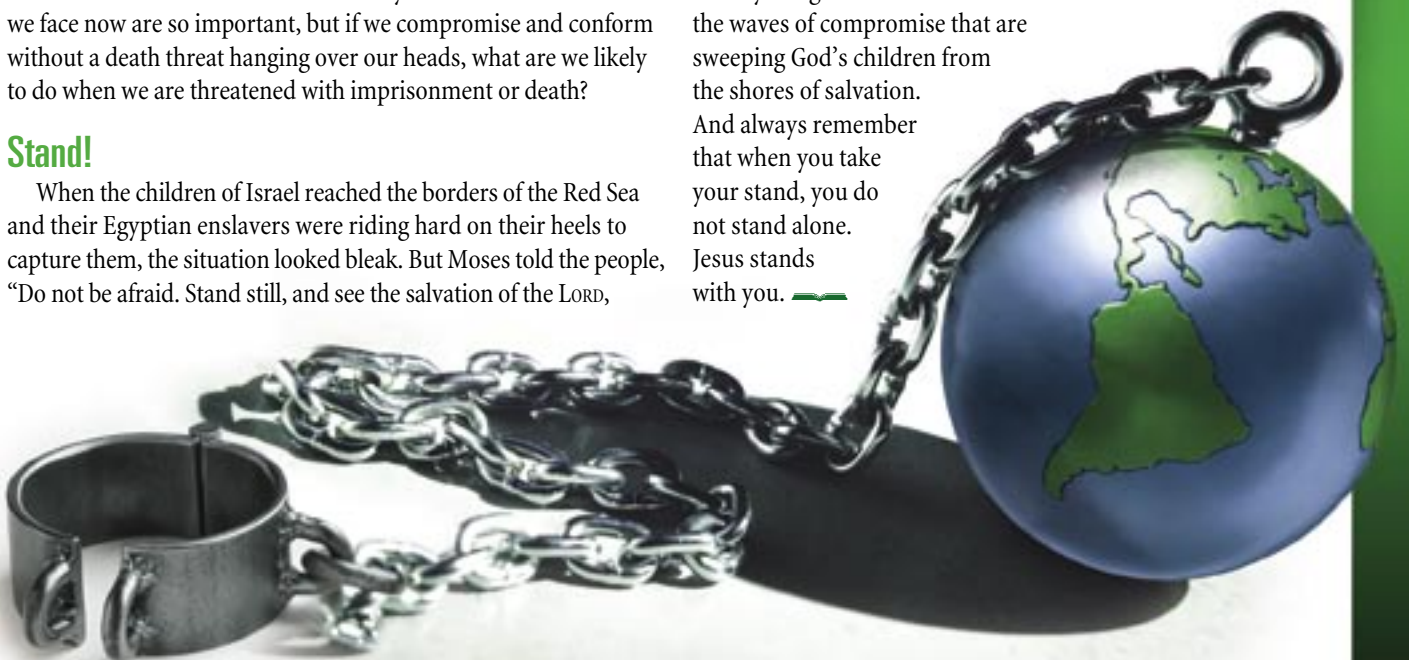 we face now are so important, but if we compromise and conform
without a death threat hanging over our heads, what are we likely
to do when we are threatened with imprisonment or death?
Stand!
When the children of Israel reached the borders of the Red Sea
and their Egyptian enslavers were riding hard on their heels to
capture them, the situation looked bleak. But Moses told the people,
“Do not be afraid. Stand still, and see the salvation of the LORD,
the waves of compromise that are
sweeping God’s children from
the shores of salvation.
And always remember
that when you take
your stand, you do
not stand alone.
Jesus stands
with you.